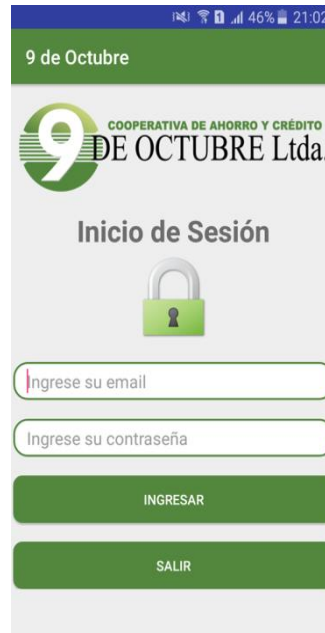 46% 21:02
9 de Octubre
9
COOPERATIVA DE AHORRO Y CRÉDITO
DE OCTUBRE Ltda.
Inicio de Sesión
Ingrese su email
Ingrese su contraseña
INGRESAR
SALIR